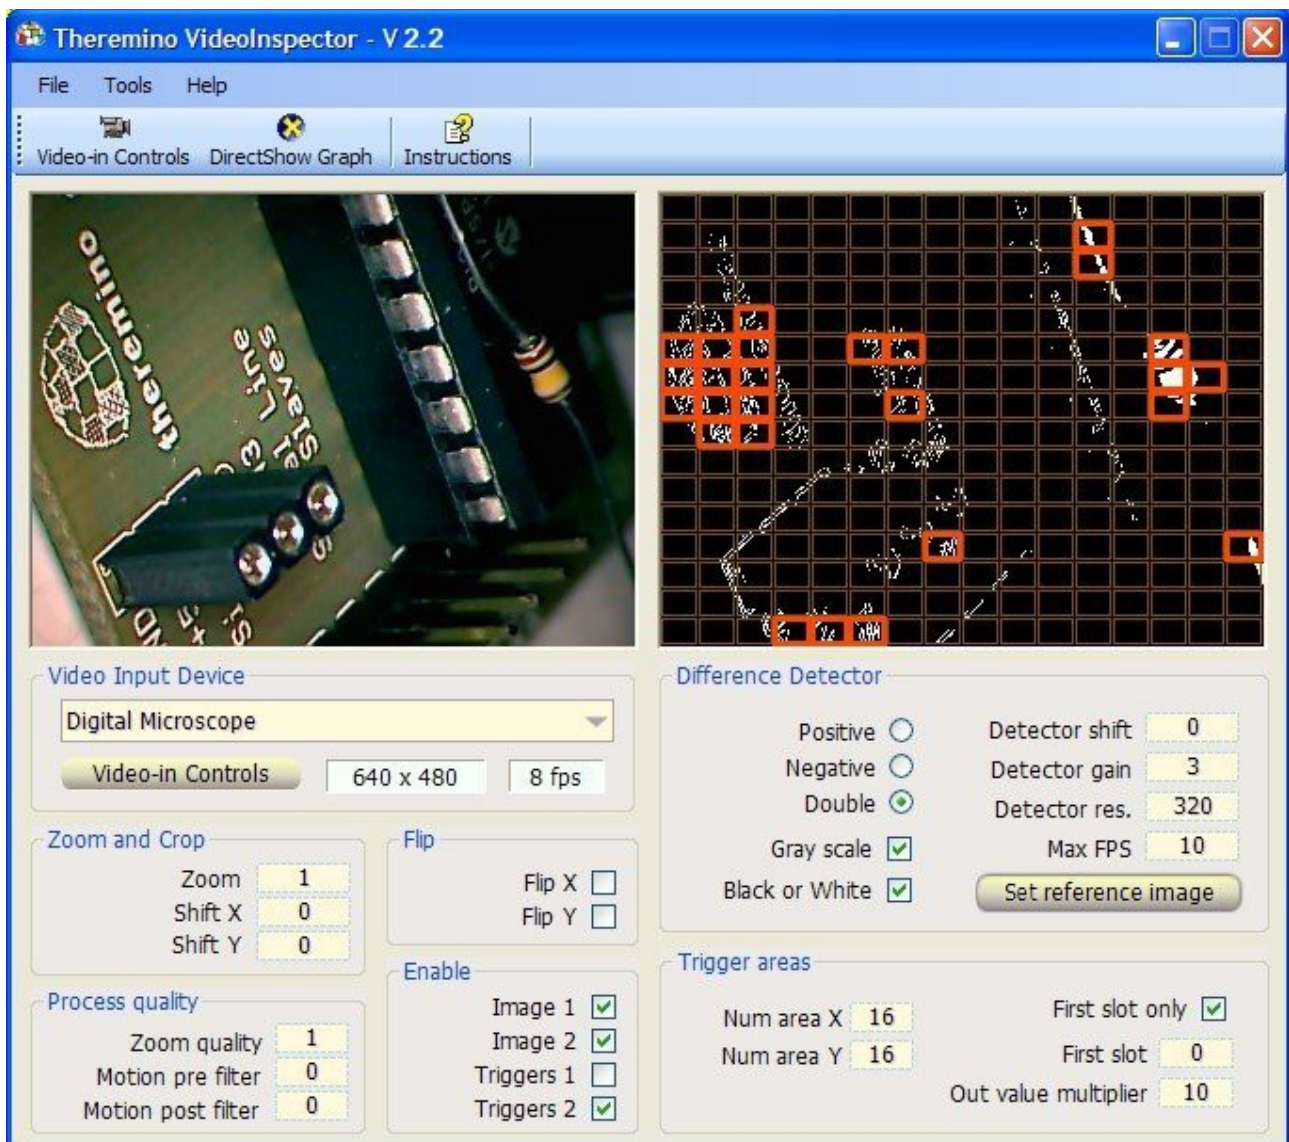 Theremino VideoInspector - V 2.2
File Tools Help
Video-in Controls DirectShow Graph Instructions
theremino
Slaves
Line
3
Video Input Device
Digital Microscope
Video-in Controls 640 x 480 8 fps
Zoom and Crop
Zoom 1
Shift X 0
Shift Y 0
Process quality
Zoom quality 1
Motion pre filter 0
Motion post filter 0
Flip
Flip X
Flip Y
Enable
Image 1
Image 2
Triggers 1
Triggers 2
Difference Detector
Positive
Negative
Double
Gray scale
Black or White
Detector shift 0
Detector gain 3
Detector res. 320
Max FPS 10
Set reference image
Trigger areas
Num area X 16
Num area Y 16
First slot only
First slot 0
Out value multiplier 10